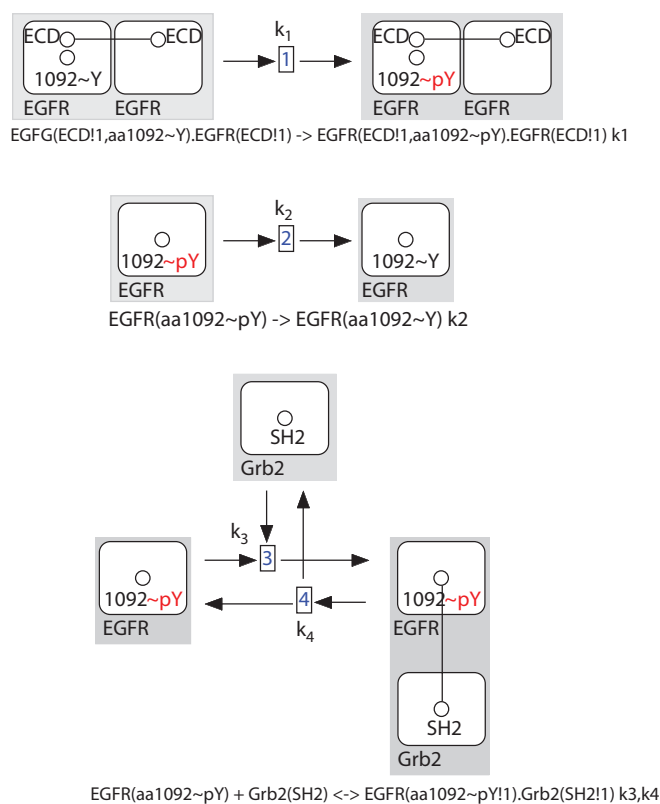 k1
ECD ECD
1092~Y
EGFR EGFR
1
ECD ECD
1092~pY
EGFR EGFR
EGFG(ECD!1,aa1092~Y).EGFR(ECD!1) -> EGFR(ECD!1,aa1092~pY).EGFR(ECD!1) k1
k2
1092~pY
EGFR
2
1092~Y
EGFR
EGFR(aa1092~pY) -> EGFR(aa1092~Y) k2
SH2
Grb2
k3
3
1092~pY
EGFR
4
k4
1092~pY
EGFR
SH2
Grb2
EGFR(aa1092~pY) + Grb2(SH2) <-> EGFR(aa1092~pY!1).Grb2(SH2!1) k3,k4